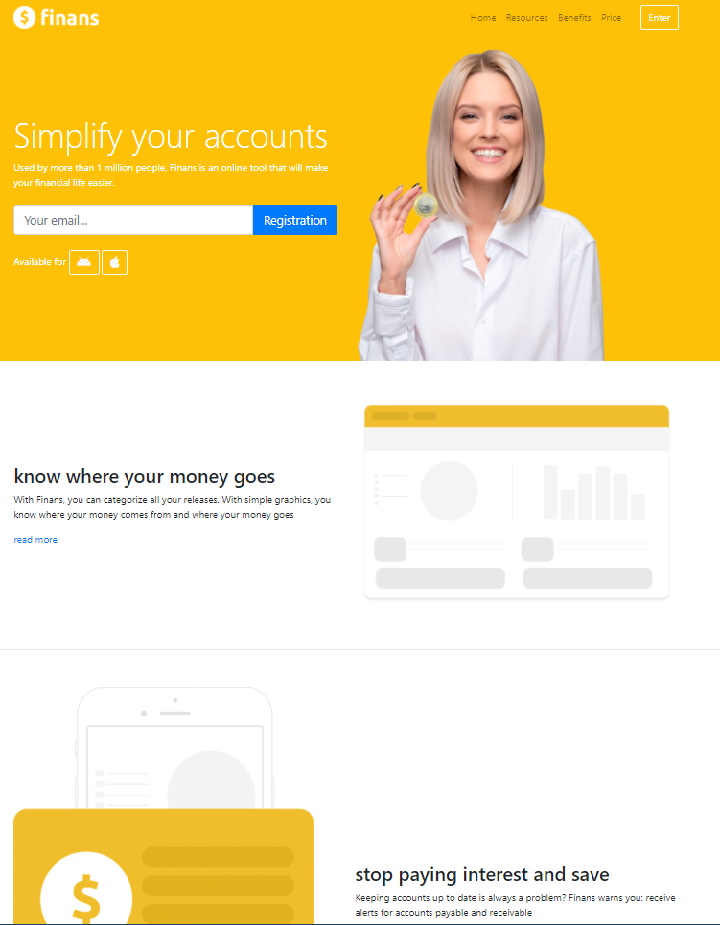 finans
Home Resources Benefits Price Enter
Simplify your accounts
Used by more than 1 million people, Finans is an online tool that will make
your financial life easier.
Your email... Registration
Available for
know where your money goes
With Finans, you can categorize all your releases. With simple graphics, you
know where your money comes from and where your money goes
read more
stop paying interest and save
Keeping accounts up to date is always a problem? Finans warns you: receive
alerts for accounts payable and receivable